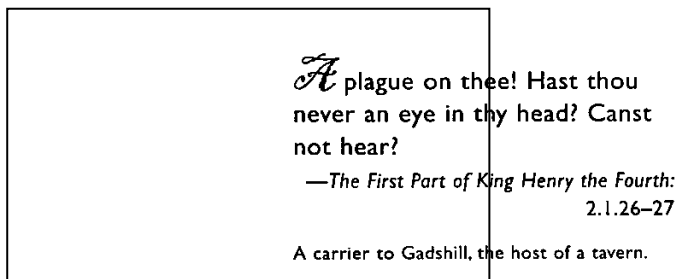 A plague on thee! Hast thou
never an eye in thy head? Canst
not hear?
—The First Part of King Henry the Fourth:
2.1.26–27
A carrier to Gadshill, the host of a tavern.